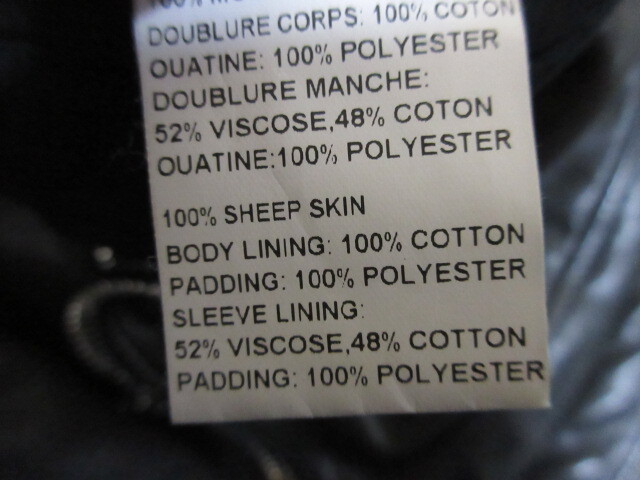 100%
DOUBLURE CORPS: 100% COTON
OUATINE: 100% POLYESTER
DOUBLURE MANCHE:
52% VISCOSE,48% COTON
OUATINE:100% POLYESTER
100% SHEEP SKIN
BODY LINING: 100% COTTON
PADDING: 100% POLYESTER
SLEEVE LINING:
52% VISCOSE,48% COTTON
PADDING: 100% POLYESTER